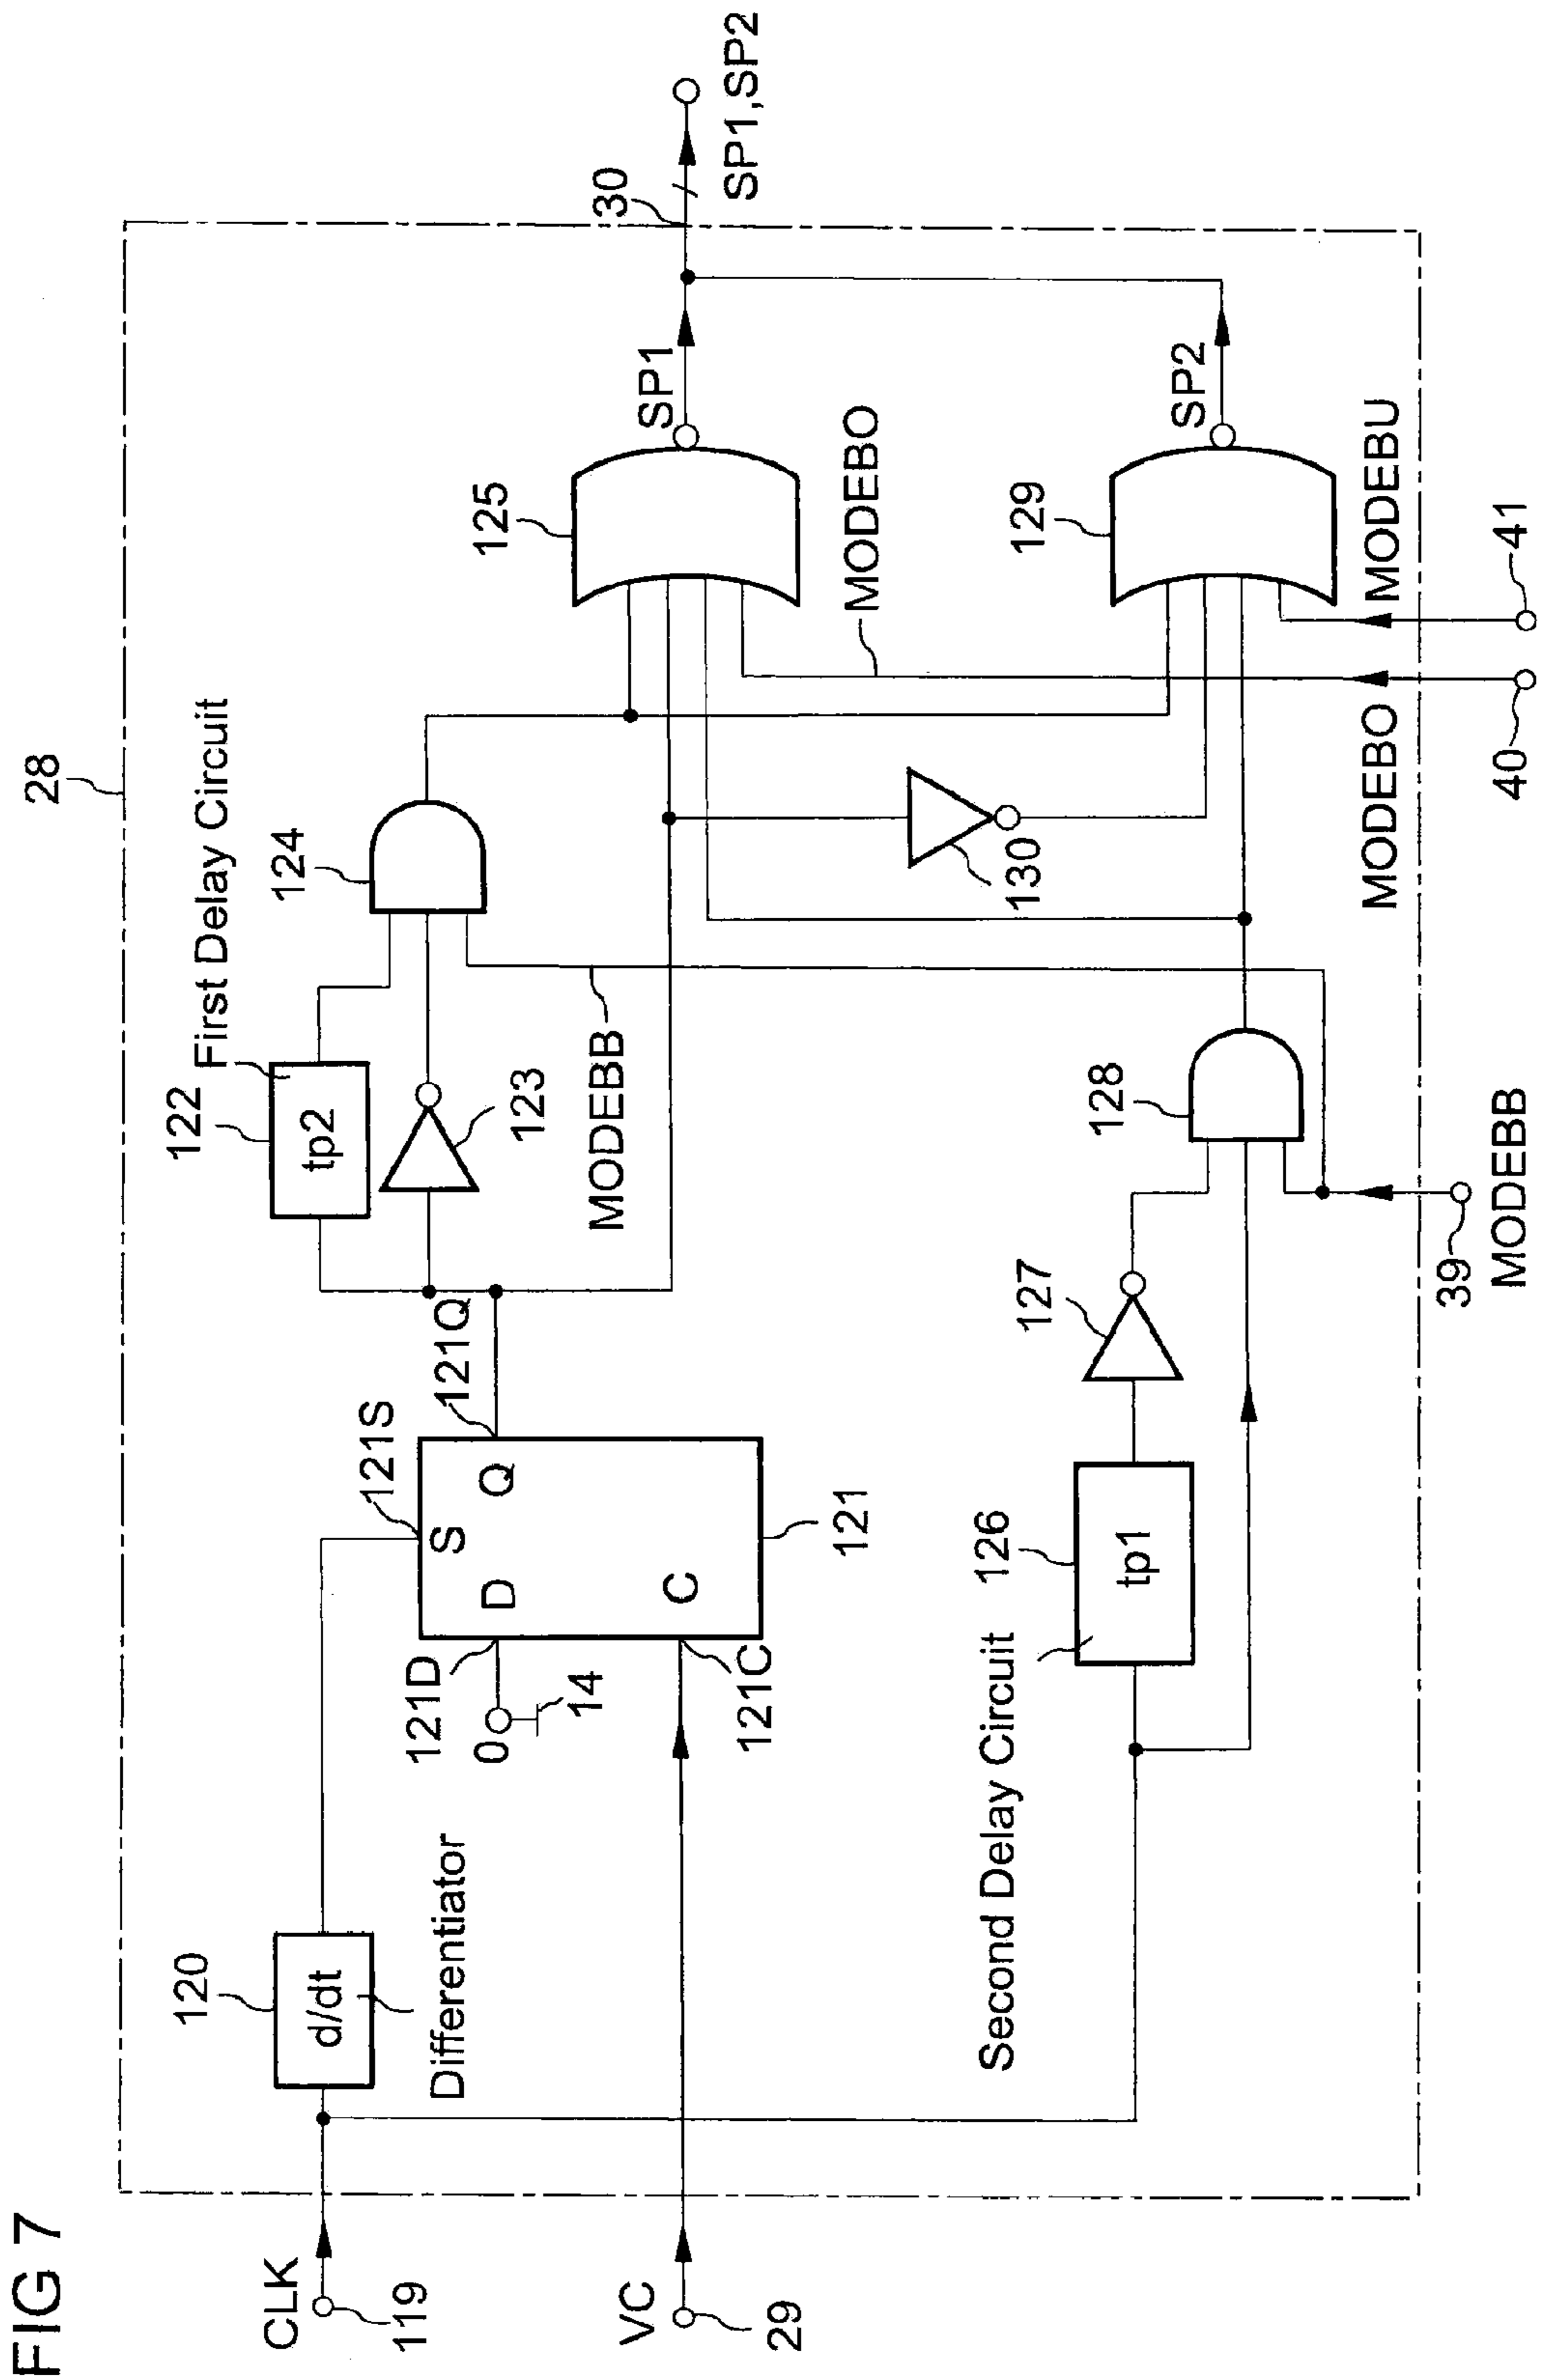 FIG 7
28
CLK
119
120
d/dt
Differentiator
VC
29
121D
0
14
121C
D
S
Q
C
121S
121Q
121
122
tp2
First Delay Circuit
123
124
MODEBB
125
SP1
30
SP1,SP2
MODEBO
130
Second Delay Circuit
126
tp1
127
128
129
SP2
39
MODEBB
MODEBO
40
MODEBU
41